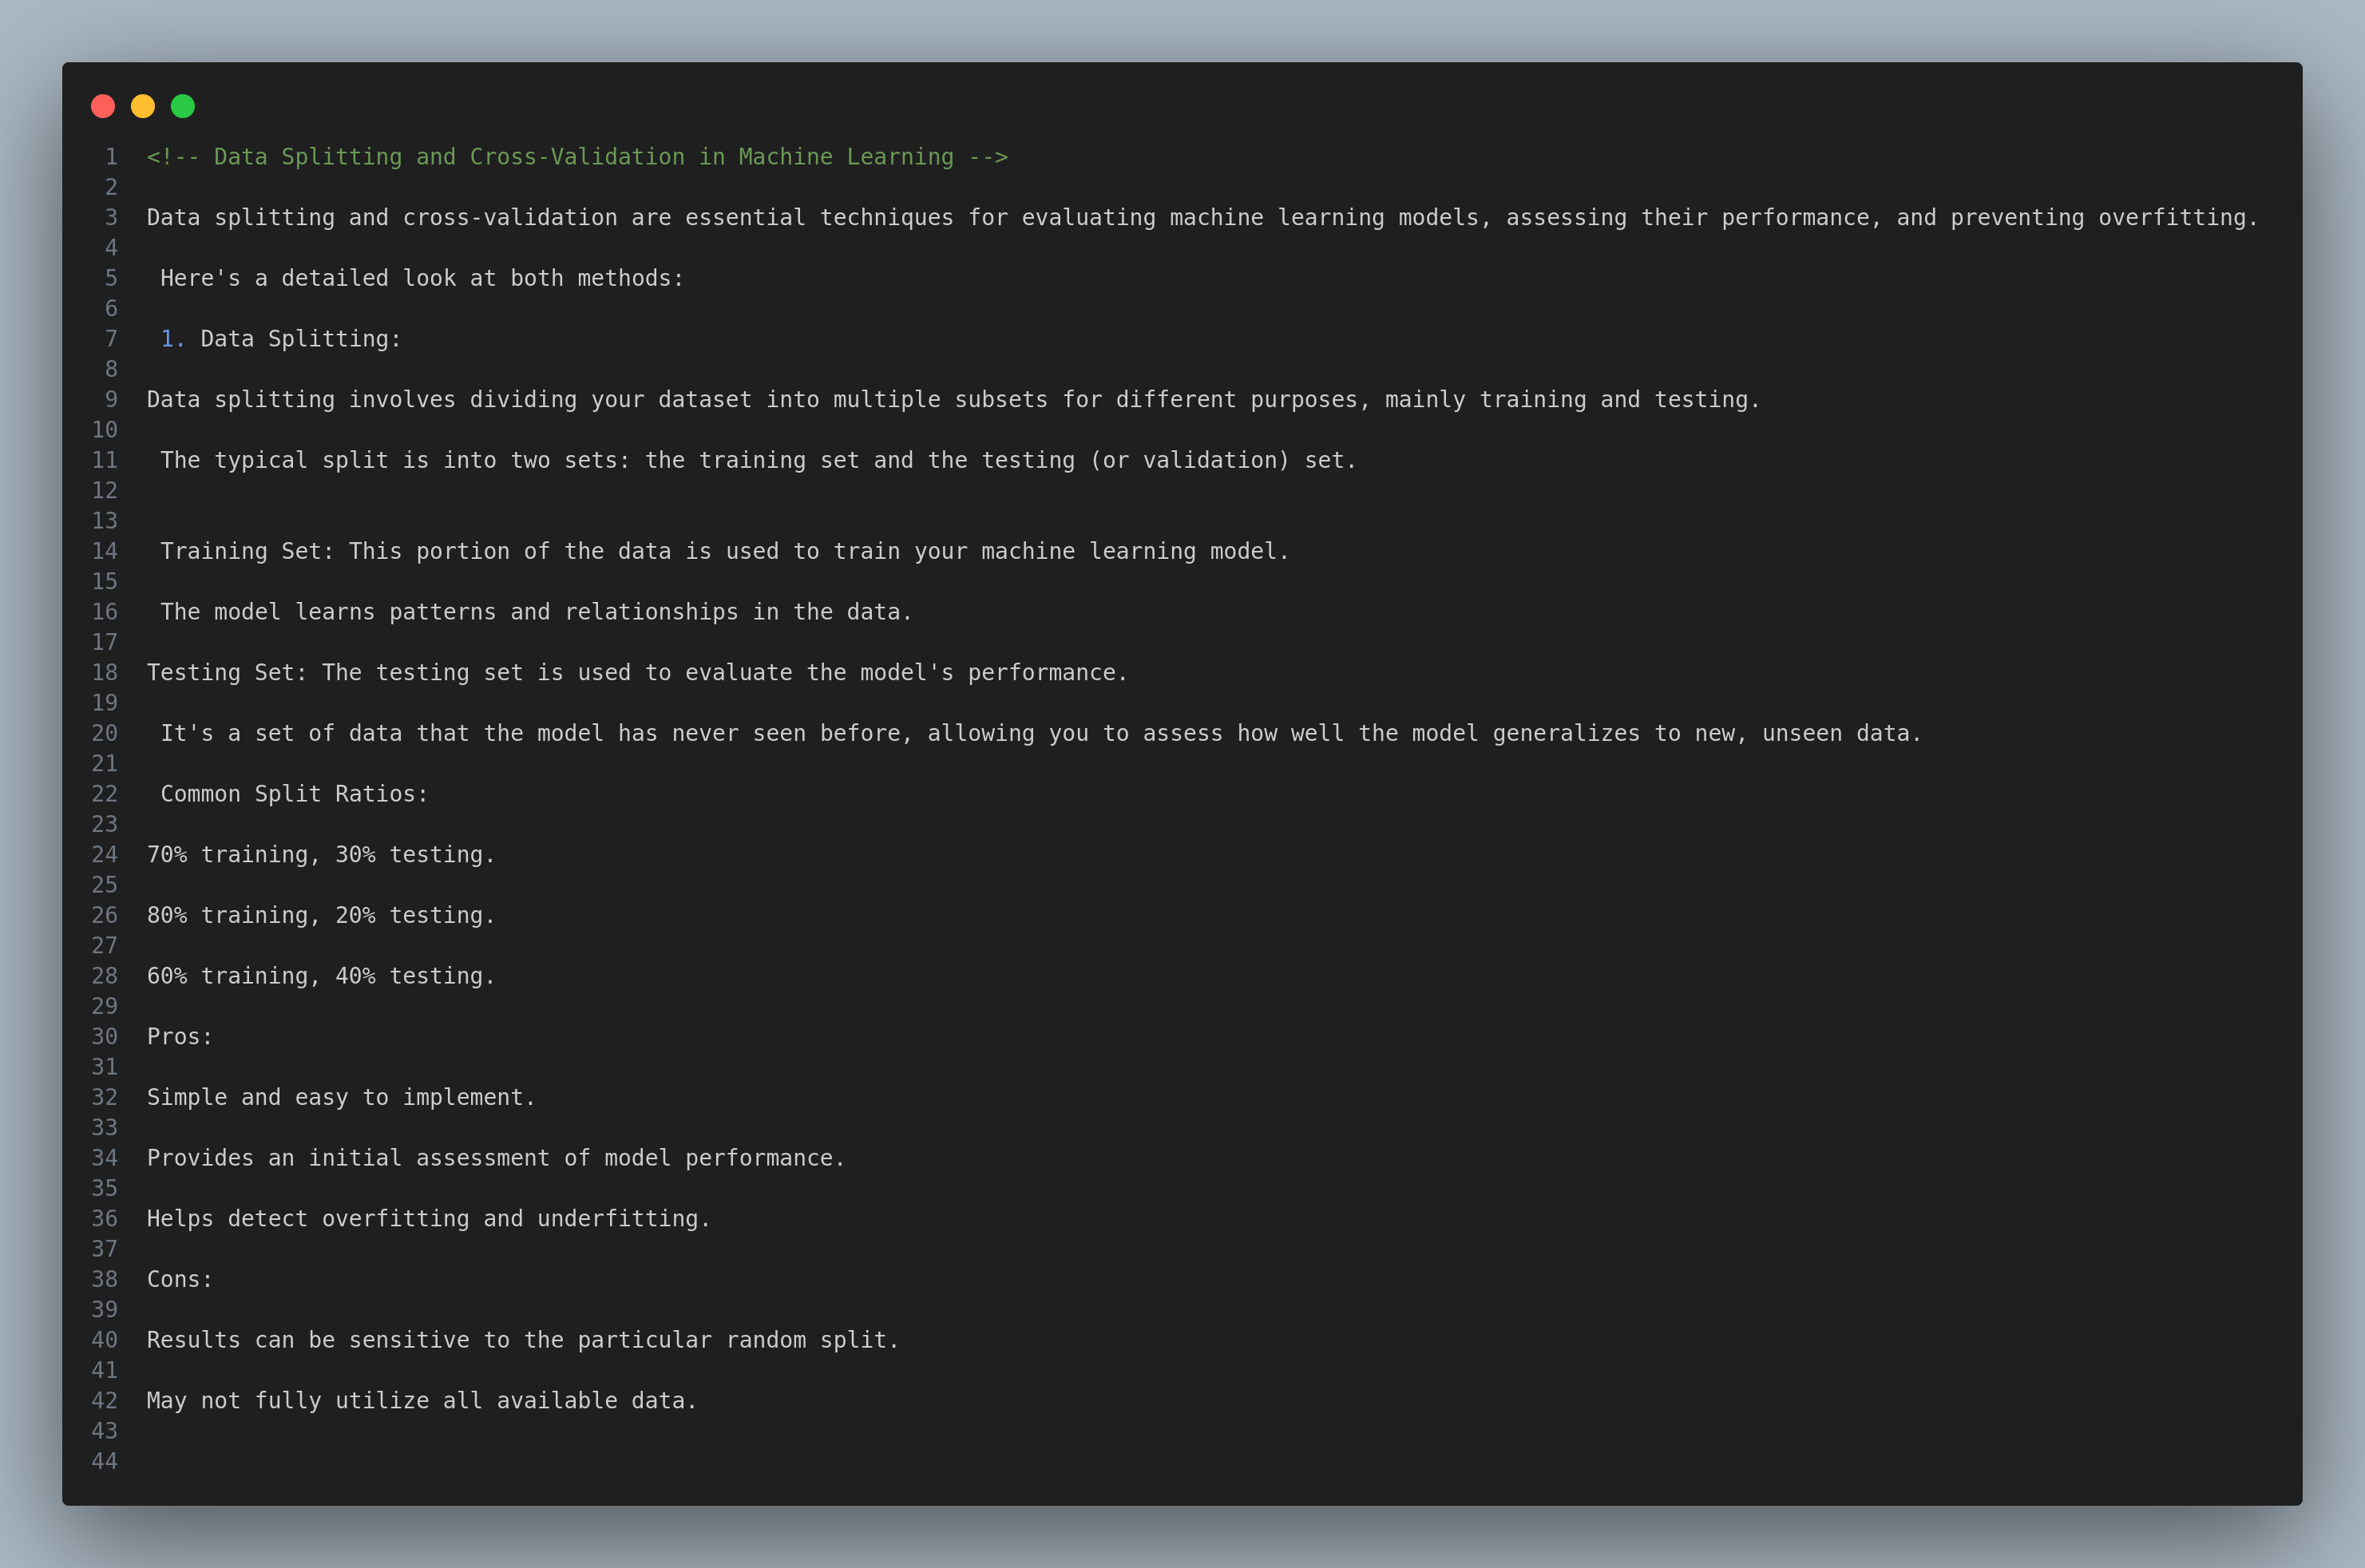 1 <!-- Data Splitting and Cross-Validation in Machine Learning -->
2
3 Data splitting and cross-validation are essential techniques for evaluating machine learning models, assessing their performance, and preventing overfitting.
4
5 Here's a detailed look at both methods:
6
7 1. Data Splitting:
8
9 Data splitting involves dividing your dataset into multiple subsets for different purposes, mainly training and testing.
10
11 The typical split is into two sets: the training set and the testing (or validation) set.
12
13
14 Training Set: This portion of the data is used to train your machine learning model.
15
16 The model learns patterns and relationships in the data.
17
18 Testing Set: The testing set is used to evaluate the model's performance.
19
20 It's a set of data that the model has never seen before, allowing you to assess how well the model generalizes to new, unseen data.
21
22 Common Split Ratios:
23
24 70% training, 30% testing.
25
26 80% training, 20% testing.
27
28 60% training, 40% testing.
29
30 Pros:
31
32 Simple and easy to implement.
33
34 Provides an initial assessment of model performance.
35
36 Helps detect overfitting and underfitting.
37
38 Cons:
39
40 Results can be sensitive to the particular random split.
41
42 May not fully utilize all available data.
43
44